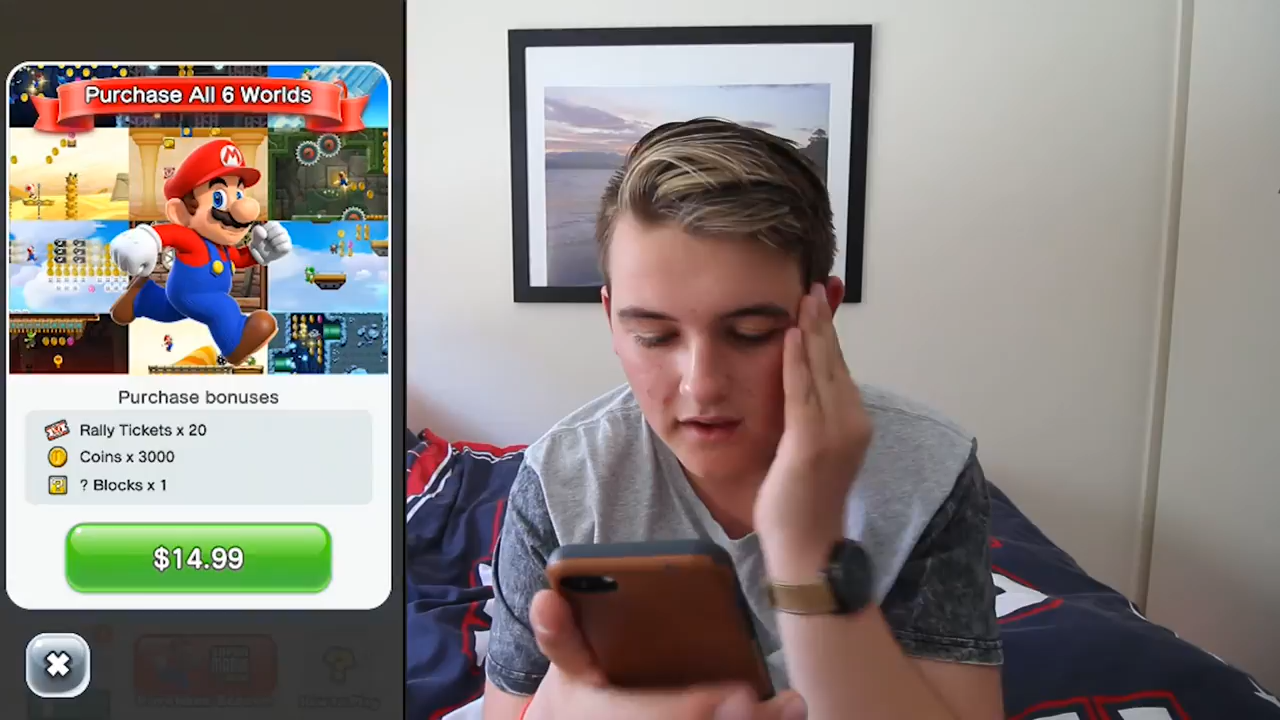 Purchase All 6 Worlds
Purchase bonuses
Rally Tickets x 20
Coins x 3000
? Blocks x 1
$14.99